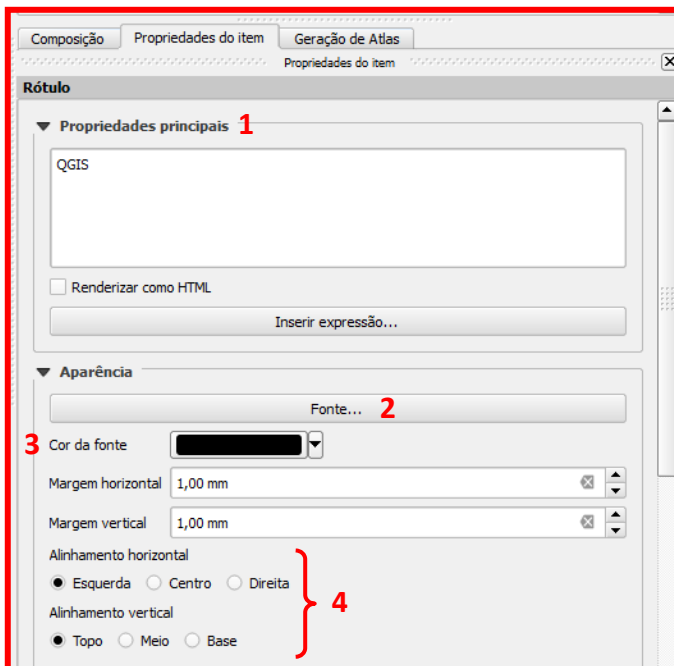 Composição Propriedades do item Geração de Atlas
Propriedades do item
Rótulo
Propriedades principais 1
QGIS
Renderizar como HTML
Inserir expressão...
Aparência
Fonte... 2
3 Cor da fonte
Margem horizontal 1,00 mm
Margem vertical 1,00 mm
Alinhamento horizontal
Esquerda Centro Direita
4
Alinhamento vertical
Topo Meio Base